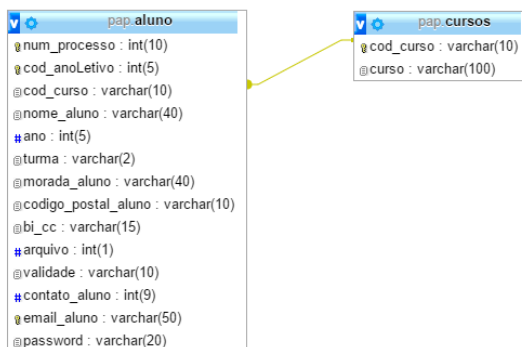 v pap.aluno
num_processo : int(10)
cod_anoLetivo : int(5)
cod_curso : varchar(10)
nome_aluno : varchar(40)
# ano : int(5)
turma : varchar(2)
morada_aluno : varchar(40)
codigo_postal_aluno : varchar(10)
bi_cc : varchar(15)
# arquivo : int(1)
validade : varchar(10)
# contato_aluno : int(9)
email_aluno : varchar(50)
password : varchar(20)
v pap.cursos
cod_curso : varchar(10)
curso : varchar(100)